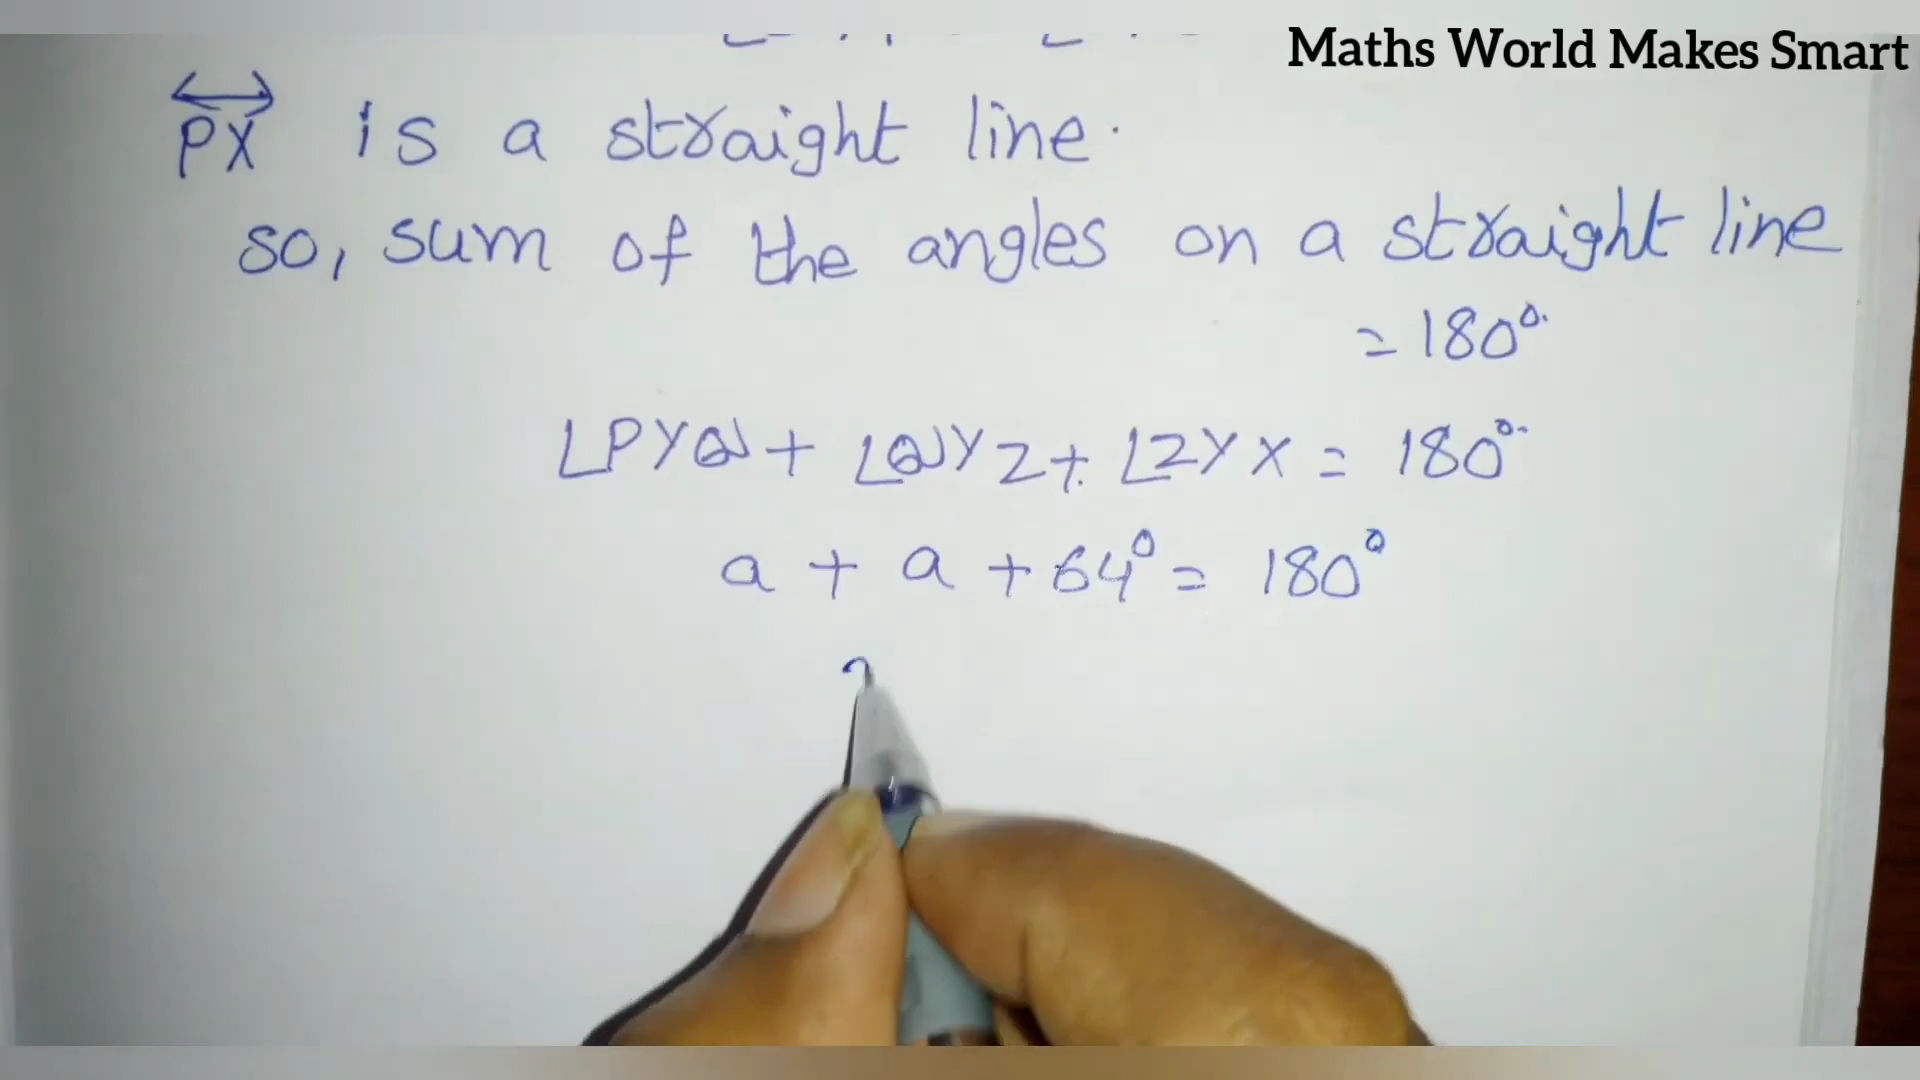 Maths World Makes Smart
PX is a straight line.
so, sum of the angles on a straight line
= 180°.
∠PYQ + ∠QYZ + ∠ZYX = 180°.
a + a + 64° = 180°
2